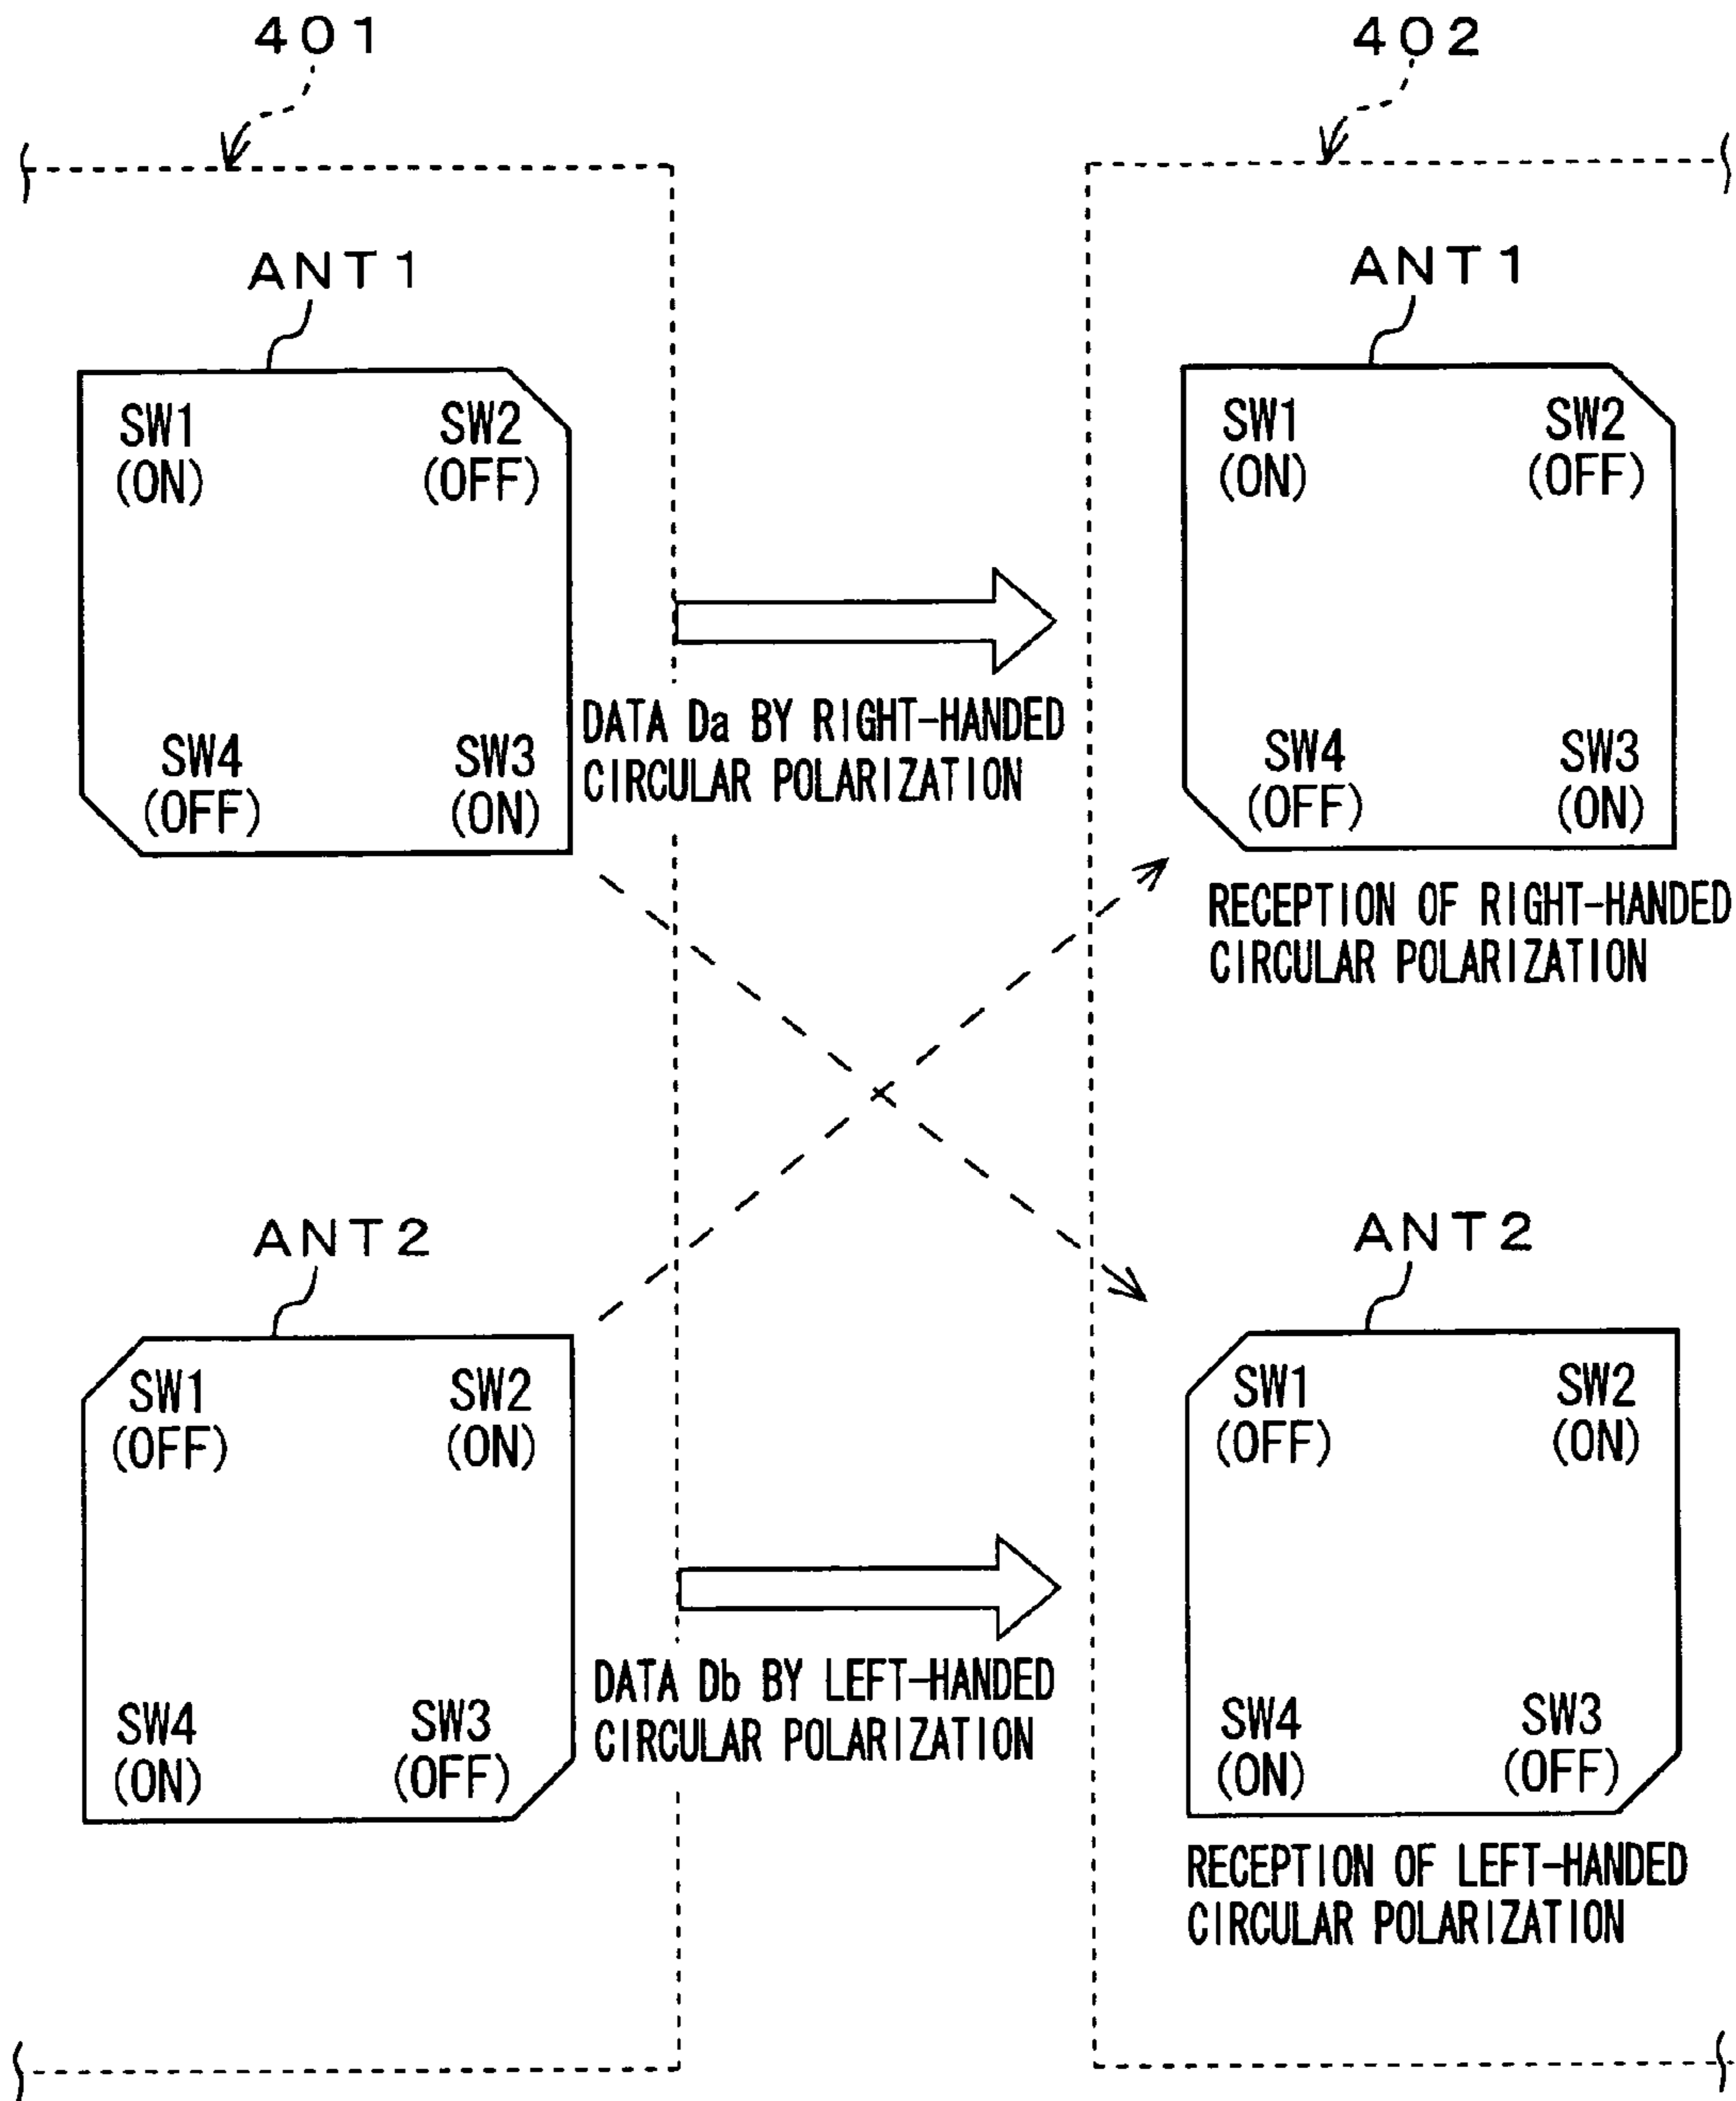 401
402
ANT1
ANT1
SW1
(ON)
SW2
(OFF)
SW4
(OFF)
SW3
(ON)
SW1
(ON)
SW2
(OFF)
SW4
(OFF)
SW3
(ON)
DATA Da BY RIGHT-HANDED
CIRCULAR POLARIZATION
RECEPTION OF RIGHT-HANDED
CIRCULAR POLARIZATION
ANT2
ANT2
SW1
(OFF)
SW2
(ON)
SW4
(ON)
SW3
(OFF)
SW1
(OFF)
SW2
(ON)
SW4
(ON)
SW3
(OFF)
DATA Db BY LEFT-HANDED
CIRCULAR POLARIZATION
RECEPTION OF LEFT-HANDED
CIRCULAR POLARIZATION